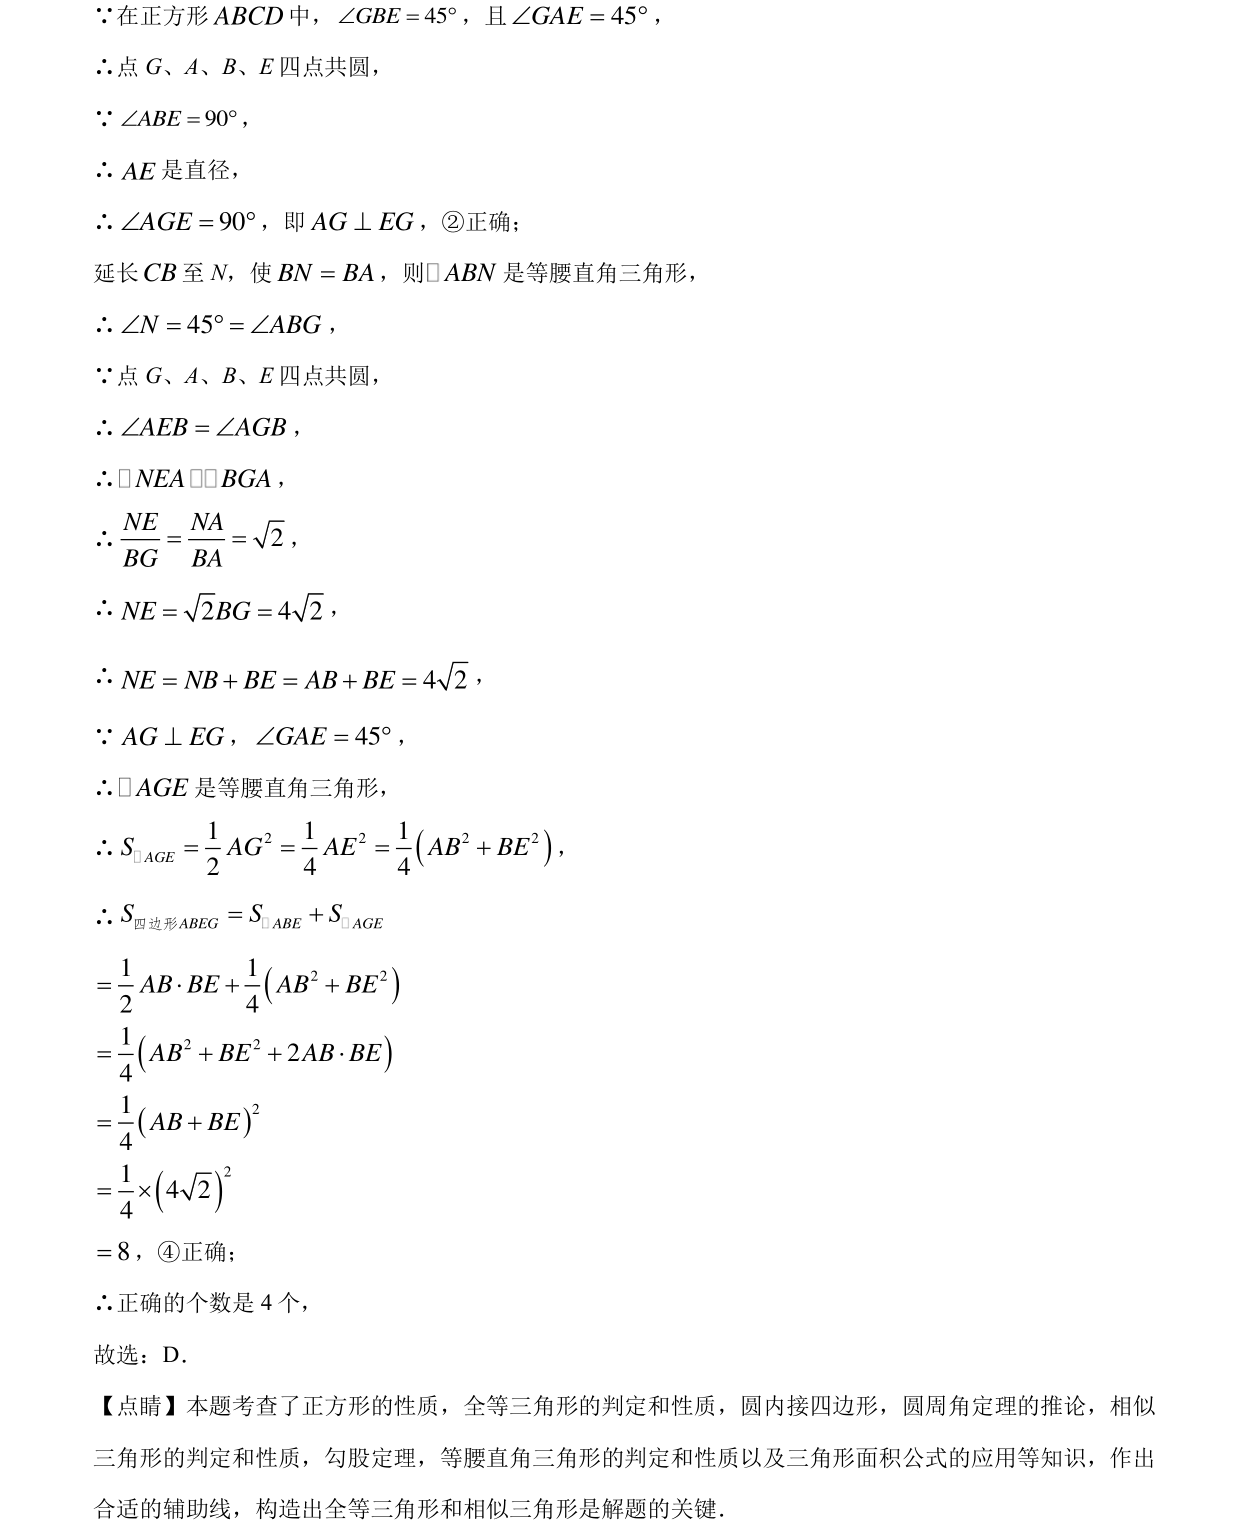 ∵在正方形ABCD中，∠GBE=45°，且∠GAE=45°，
∴点G、A、B、E四点共圆，
∵∠ABE=90°，
∴AE是直径，
∴∠AGE=90°，即AG⊥EG，②正确；
延长CB至N，使BN=BA，则□ABN是等腰直角三角形，
∴∠N=45°=∠ABG，
∵点G、A、B、E四点共圆，
∴∠AEB=∠AGB，
∴□NEA□□BGA，
∴NE/BG=NA/BA=√2，
∴NE=√2BG=4√2，
∴NE=NB+BE=AB+BE=4√2，
∵AG⊥EG，∠GAE=45°，
∴□AGE是等腰直角三角形，
∴S□AGE=1/2AG²=1/4AE²=1/4(AB²+BE²)，
∴S四边形ABEG=S□ABE+S□AGE
=1/2AB·BE+1/4(AB²+BE²)
=1/4(AB²+BE²+2AB·BE)
=1/4(AB+BE)²
=1/4×(4√2)²
=8，④正确；
∴正确的个数是4个，
故选：D．
【点睛】本题考查了正方形的性质，全等三角形的判定和性质，圆内接四边形，圆周角定理的推论，相似
三角形的判定和性质，勾股定理，等腰直角三角形的判定和性质以及三角形面积公式的应用等知识，作出
合适的辅助线，构造出全等三角形和相似三角形是解题的关键．